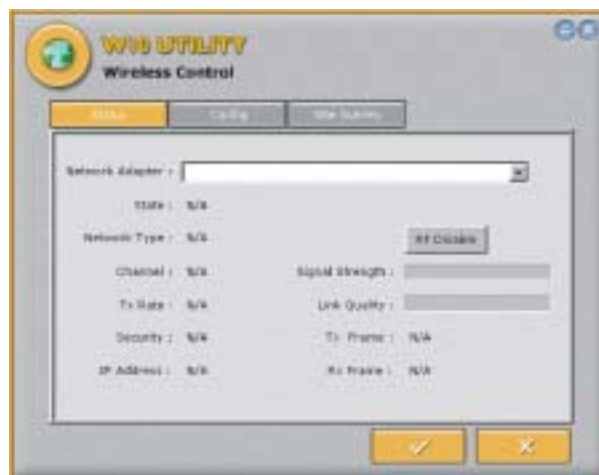 W10 UTILITY
Wireless Control
Status Config Site Survey
Network Adapter :
State : N/A
Network Type : N/A RF Disable
Channel : N/A Signal Strength :
Tx Rate : N/A Link Quality :
Security : N/A Tx Frame : N/A
IP Address : N/A Rx Frame : N/A